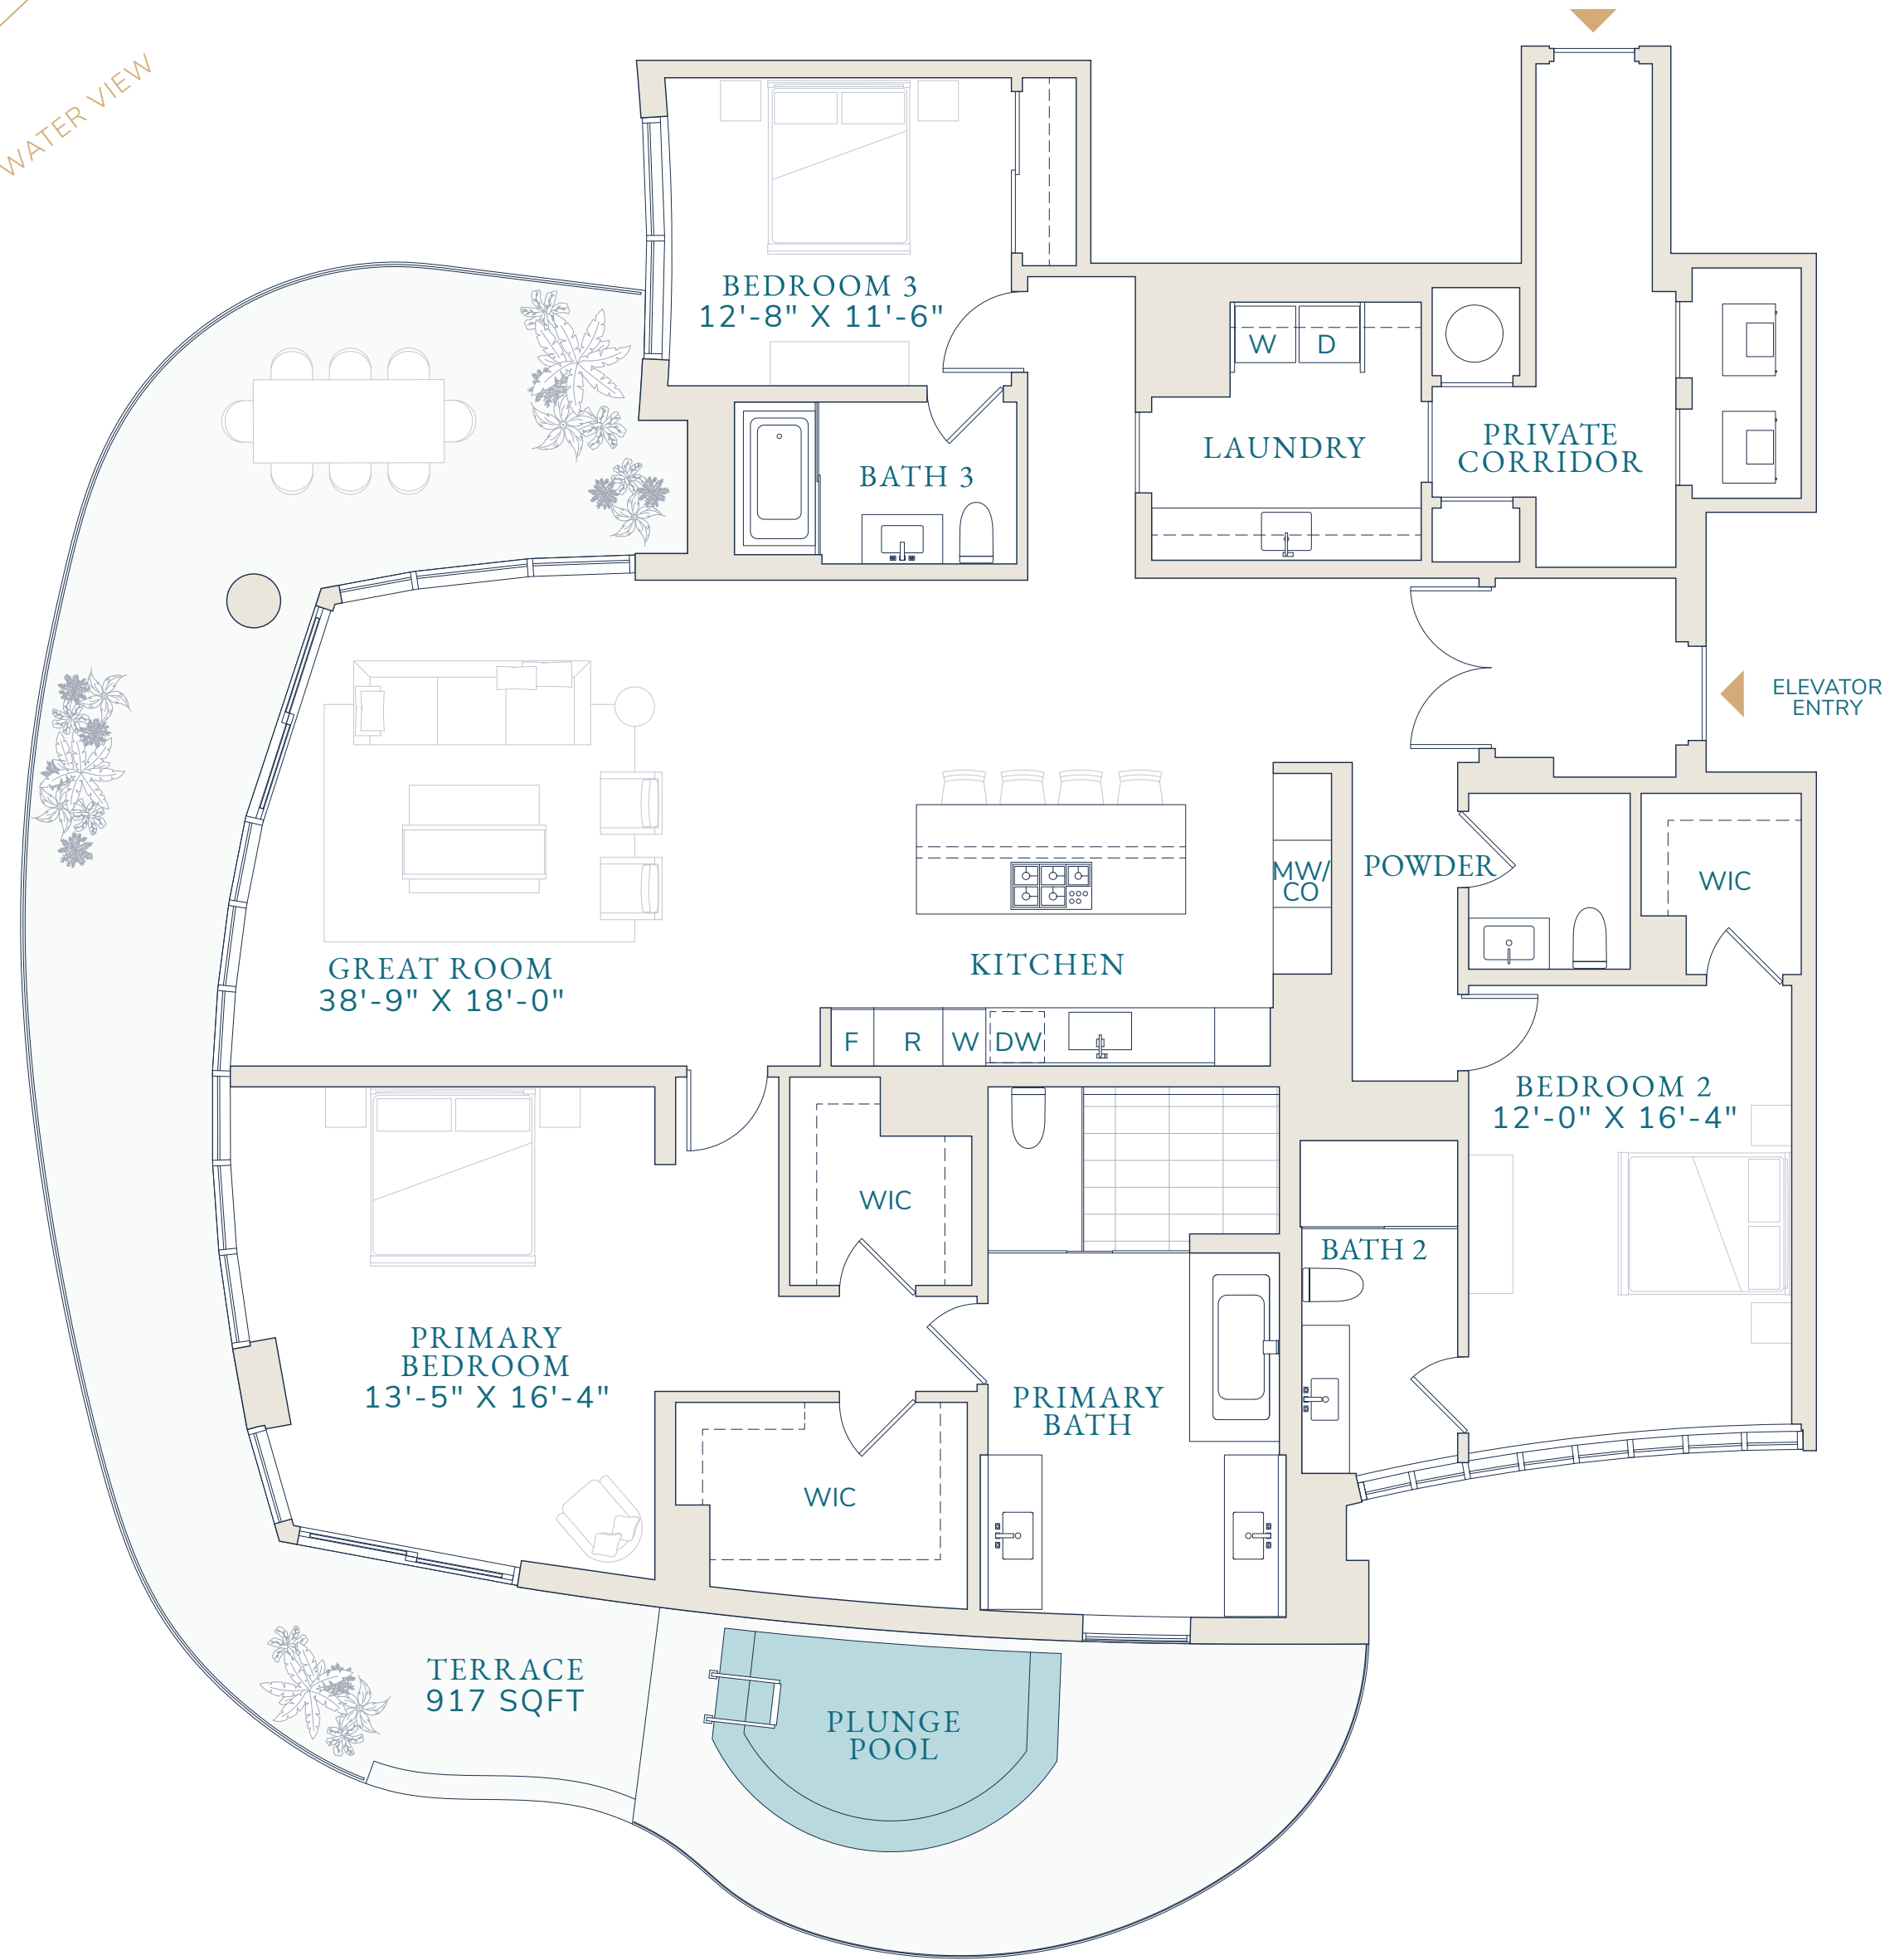 WATER VIEW
BEDROOM 3
12'-8" X 11'-6"
W
D
LAUNDRY
PRIVATE
CORRIDOR
BATH 3
ELEVATOR
ENTRY
POWDER
MW/
CO
WIC
KITCHEN
GREAT ROOM
38'-9" X 18'-0"
F
R
W
DW
BEDROOM 2
12'-0" X 16'-4"
WIC
BATH 2
PRIMARY
BEDROOM
13'-5" X 16'-4"
PRIMARY
BATH
WIC
TERRACE
917 SQFT
PLUNGE
POOL